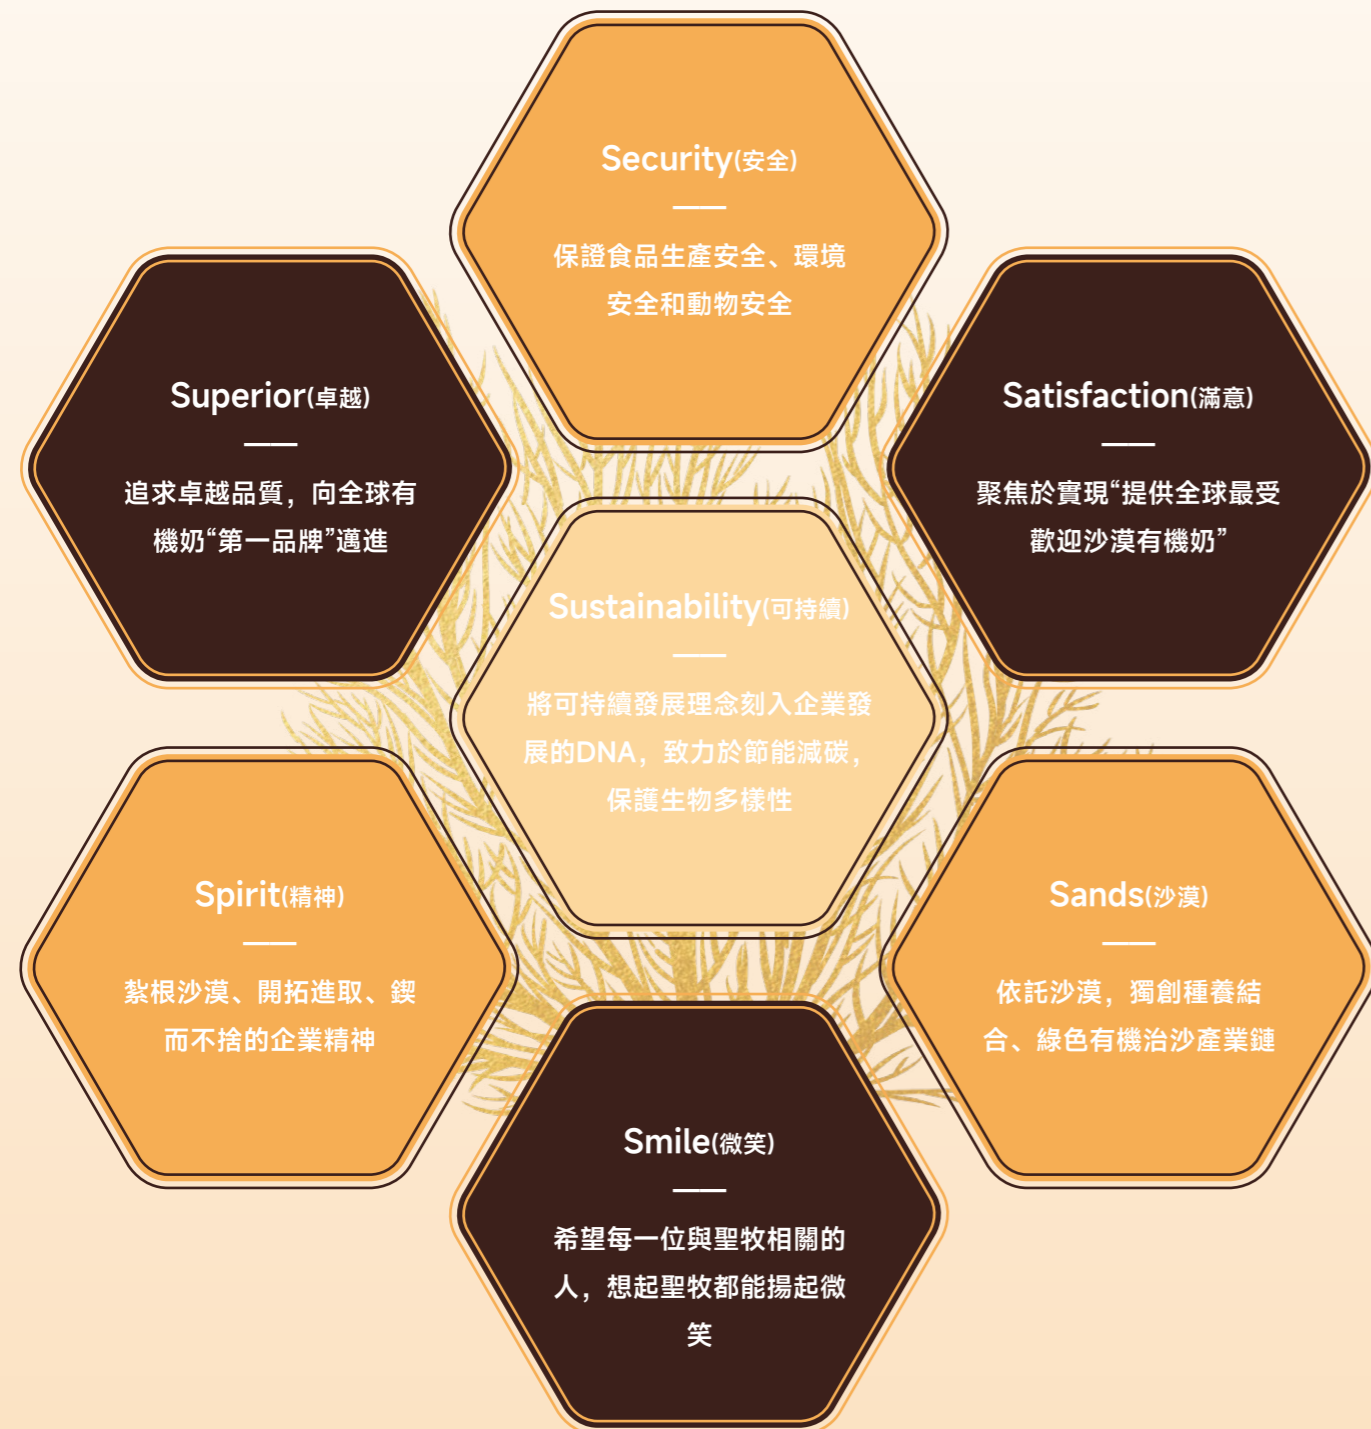 Security(安全)
保證食品生產安全、環境
安全和動物安全
Superior(卓越)
追求卓越品質，向全球有
機奶“第一品牌”邁進
Satisfaction(滿意)
聚焦於實現“提供全球最受
歡迎沙漠有機奶”
Sustainability(可持續)
將可持續發展理念刻入企業發
展的DNA，致力於節能減碳，
保護生物多樣性
Spirit(精神)
紮根沙漠、開拓進取、鍥
而不捨的企業精神
Sands(沙漠)
依託沙漠，獨創種養結
合、綠色有機治沙產業鏈
Smile(微笑)
希望每一位與聖牧相關的
人，想起聖牧都能揚起微
笑